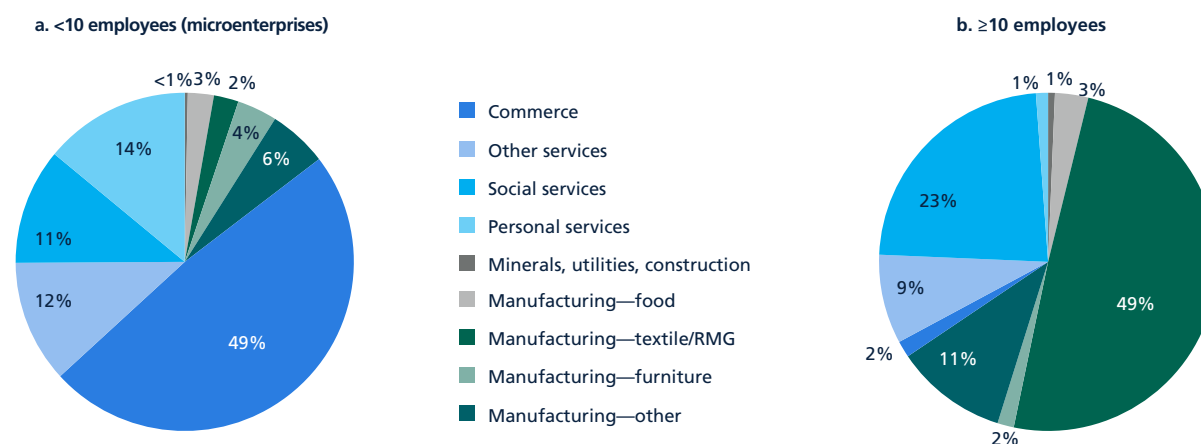 a. <10 employees (microenterprises)
<1%
3%
2%
4%
6%
14%
11%
12%
49%
Commerce
Other services
Social services
Personal services
Minerals, utilities, construction
Manufacturing—food
Manufacturing—textile/RMG
Manufacturing—furniture
Manufacturing—other
b. ≥10 employees
1%
1%
3%
23%
9%
49%
2%
11%
2%